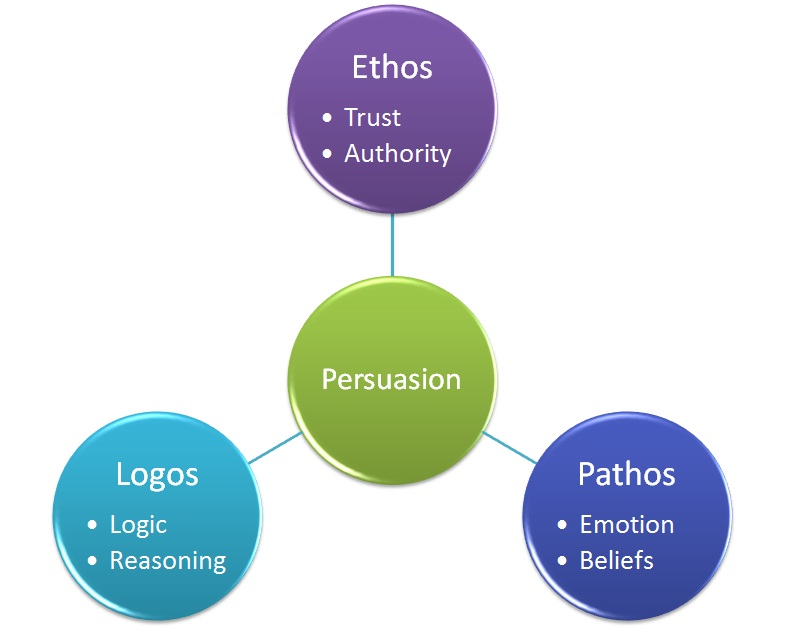 Ethos
• Trust
• Authority
Persuasion
Logos
• Logic
• Reasoning
Pathos
• Emotion
• Beliefs